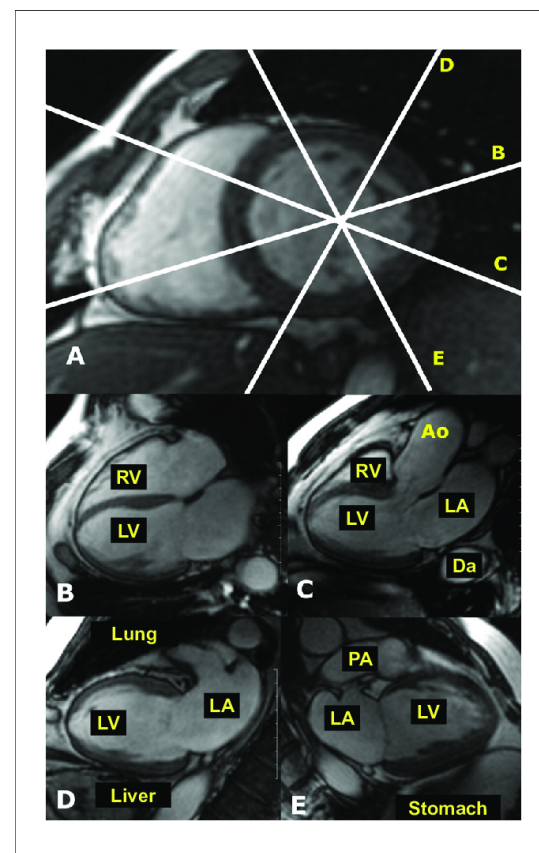 D
B
C
A
E
Ao
RV
RV
LA
LV
LV
Da
B
C
Lung
PA
LA
LV
LV
LA
D
Liver
E
Stomach